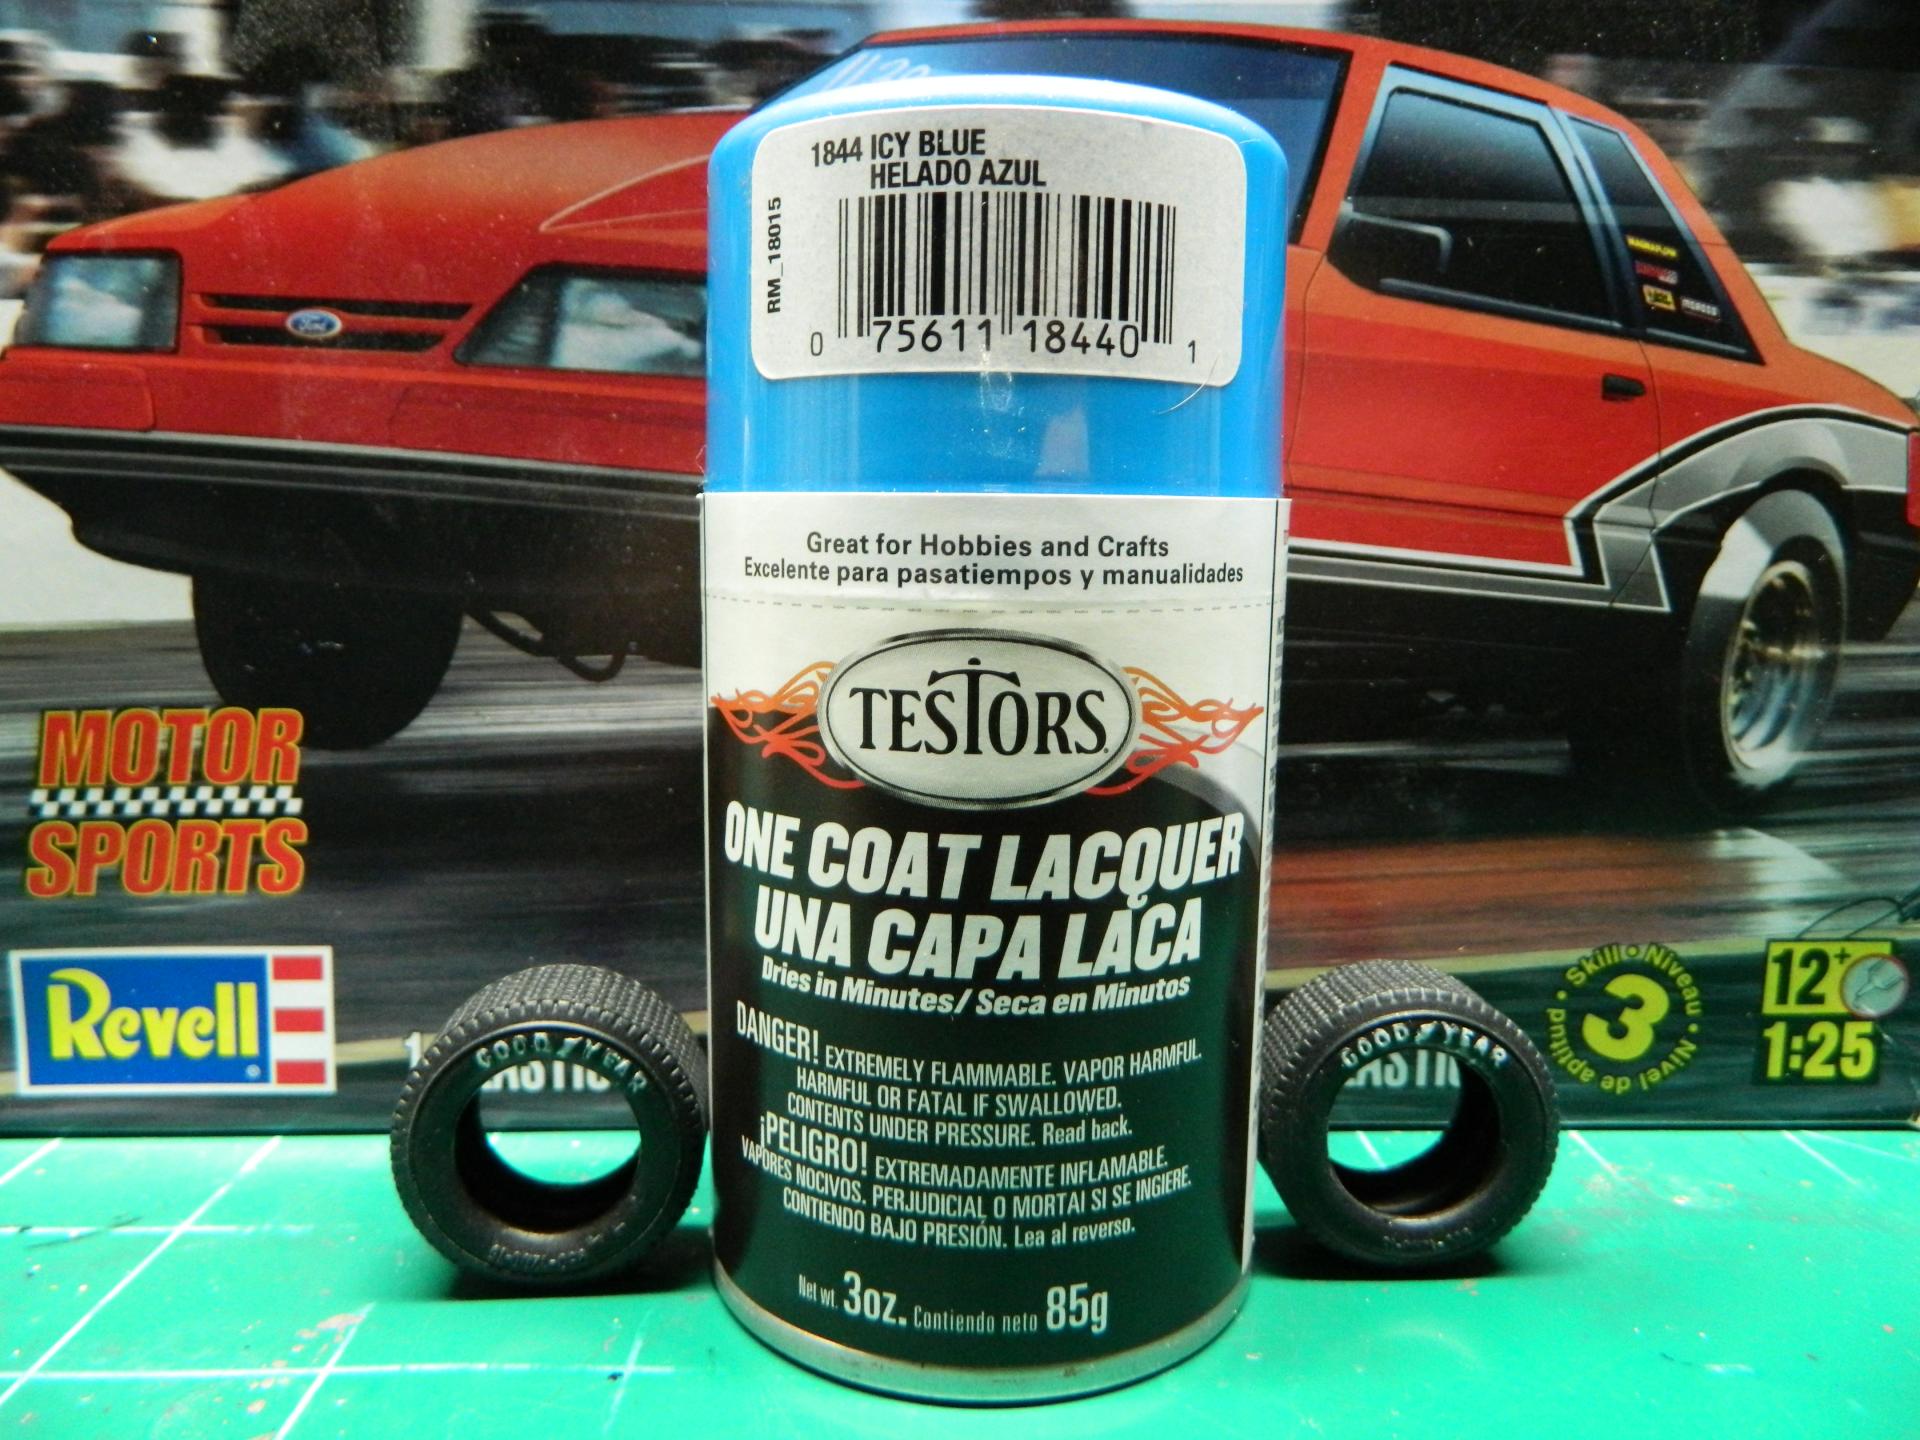 1844 ICY BLUE
HELADO AZUL
RM_18015
0 75611 18440 1
Great for Hobbies and Crafts
Excelente para pasatiempos y manualidades
TESTORS
ONE COAT LACQUER
UNA CAPA LACA
Dries in Minutes/ Seca en Minutos
DANGER! EXTREMELY FLAMMABLE. VAPOR HARMFUL.
HARMFUL OR FATAL IF SWALLOWED.
CONTENTS UNDER PRESSURE. Read back.
¡PELIGRO! EXTREMADAMENTE INFLAMABLE.
VAPORES NOCIVOS. PERJUDICIAL O MORTAI SI SE INGIERE.
CONTIENDO BAJO PRESIÓN. Lea al reverso.
Net wt. 3oz. Contiendo neto 85g
Ford
MOTOR
SPORTS
Revell
GOODYEAR
GOODYEAR
Skill • Niveau • Nivel de aptitud •
3
12+
1:25